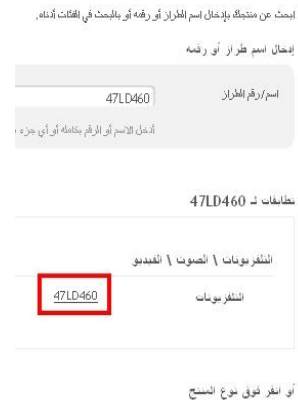 ابحث عن منتجك بإدخال اسم الطراز أو رقمه أو بالبحث في الفئات أدناه.
إدخال اسم طراز أو رقمه
اسم/رقم الطراز
47LD460
أدخل الاسم أو الرقم بكامله أو أي جزء
مطابقات لـ 47LD460
التلفزيونات \ الصوت \ الفيديو
التلفزيونات 47LD460
أو انقر فوق نوع المنتج